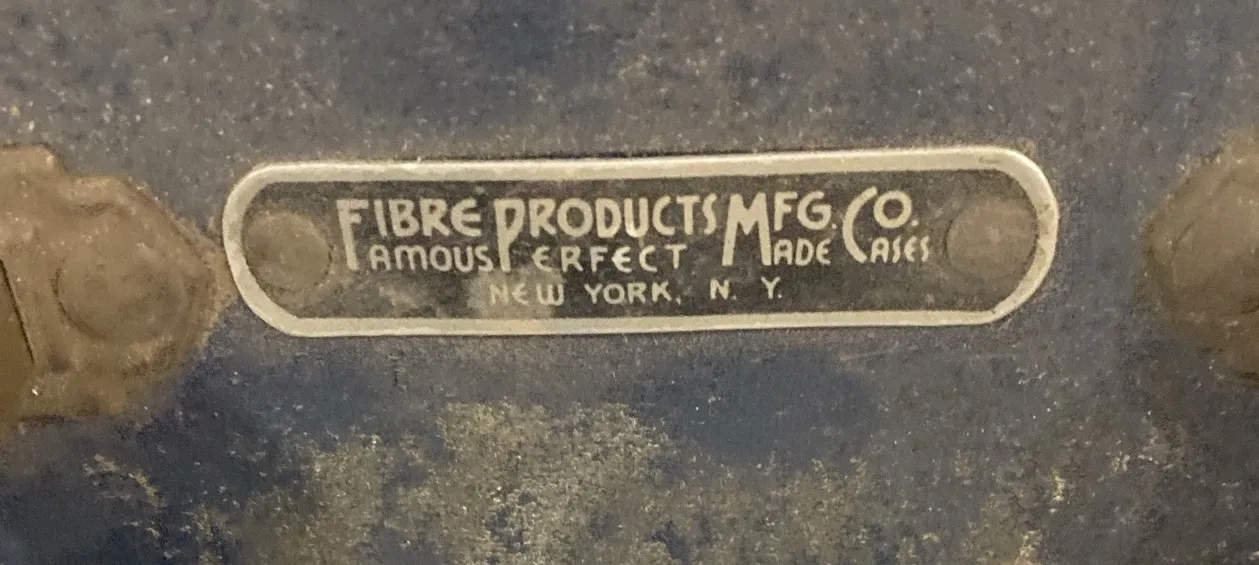 FIBRE PRODUCTS MFG. CO.
FAMOUS PERFECT MADE CASES
NEW YORK, N. Y.